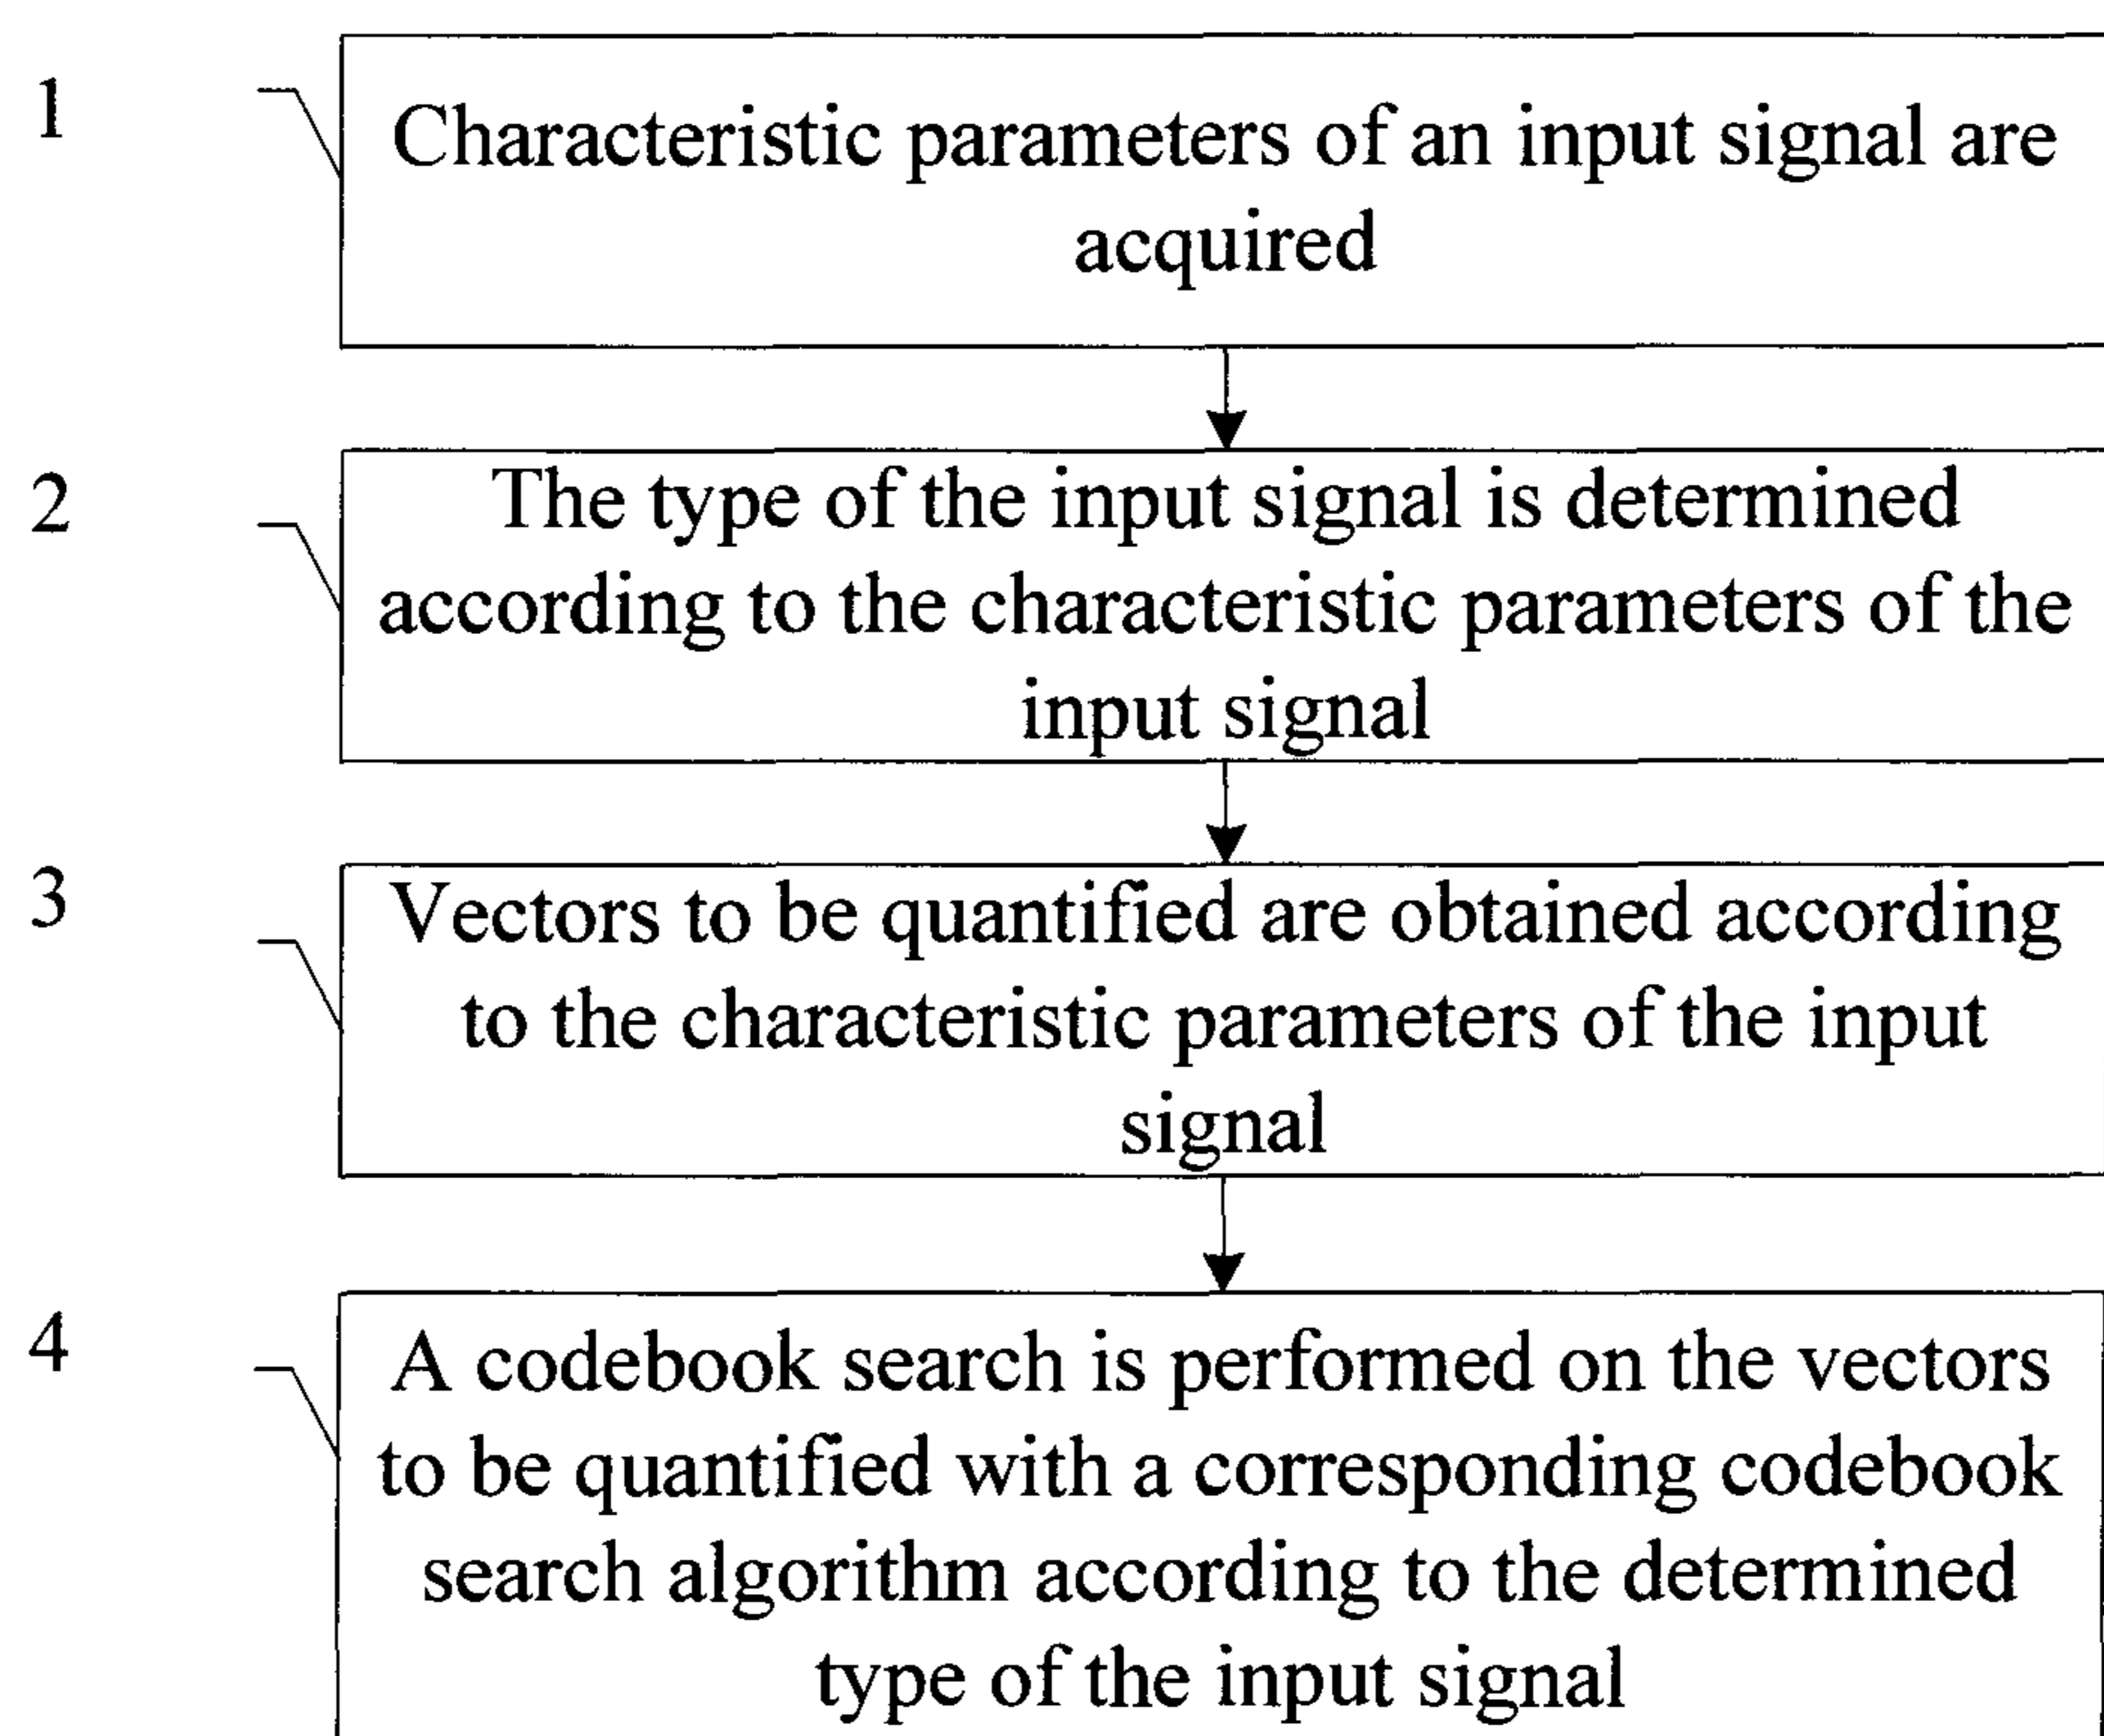 1
Characteristic parameters of an input signal are
acquired
2
The type of the input signal is determined
according to the characteristic parameters of the
input signal
3
Vectors to be quantified are obtained according
to the characteristic parameters of the input
signal
4
A codebook search is performed on the vectors
to be quantified with a corresponding codebook
search algorithm according to the determined
type of the input signal